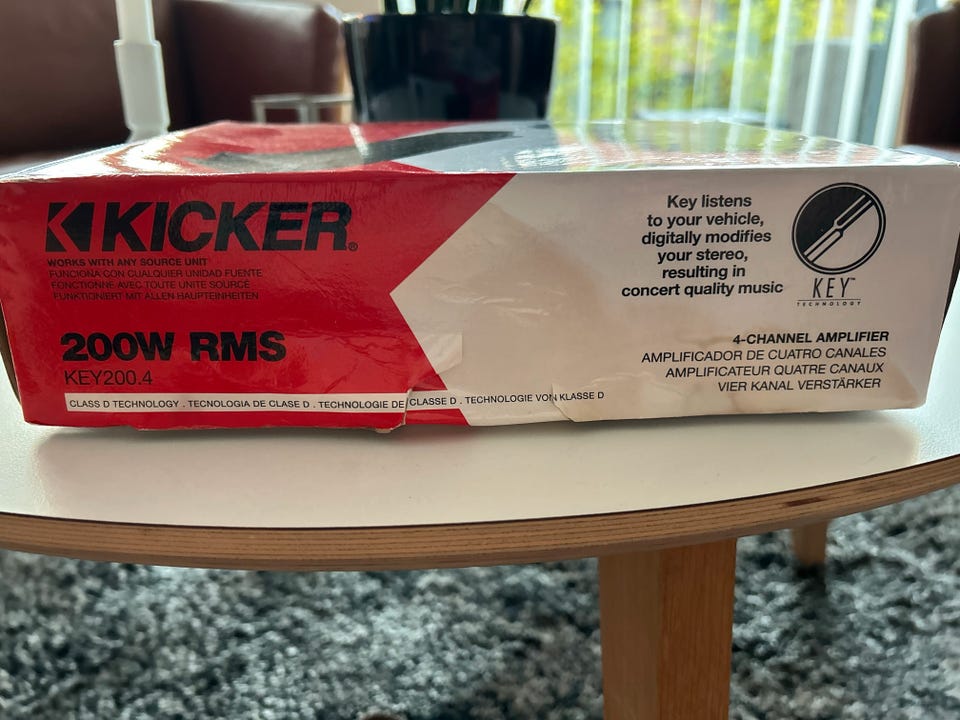 KICKER®
WORKS WITH ANY SOURCE UNIT
FUNCIONA CON CUALQUIER UNIDAD FUENTE
FONCTIONNE AVEC TOUTE UNITE SOURCE
FUNKTIONIERT MIT ALLEN HAUPTEINHEITEN
200W RMS
KEY200.4
CLASS D TECHNOLOGY . TECNOLOGIA DE CLASE D . TECHNOLOGIE DE CLASSE D . TECHNOLOGIE VON KLASSE D
Key listens
to your vehicle,
digitally modifies
your stereo,
resulting in
concert quality music
KEY™
TECHNOLOGY
4-CHANNEL AMPLIFIER
AMPLIFICADOR DE CUATRO CANALES
AMPLIFICATEUR QUATRE CANAUX
VIER KANAL VERSTÄRKER